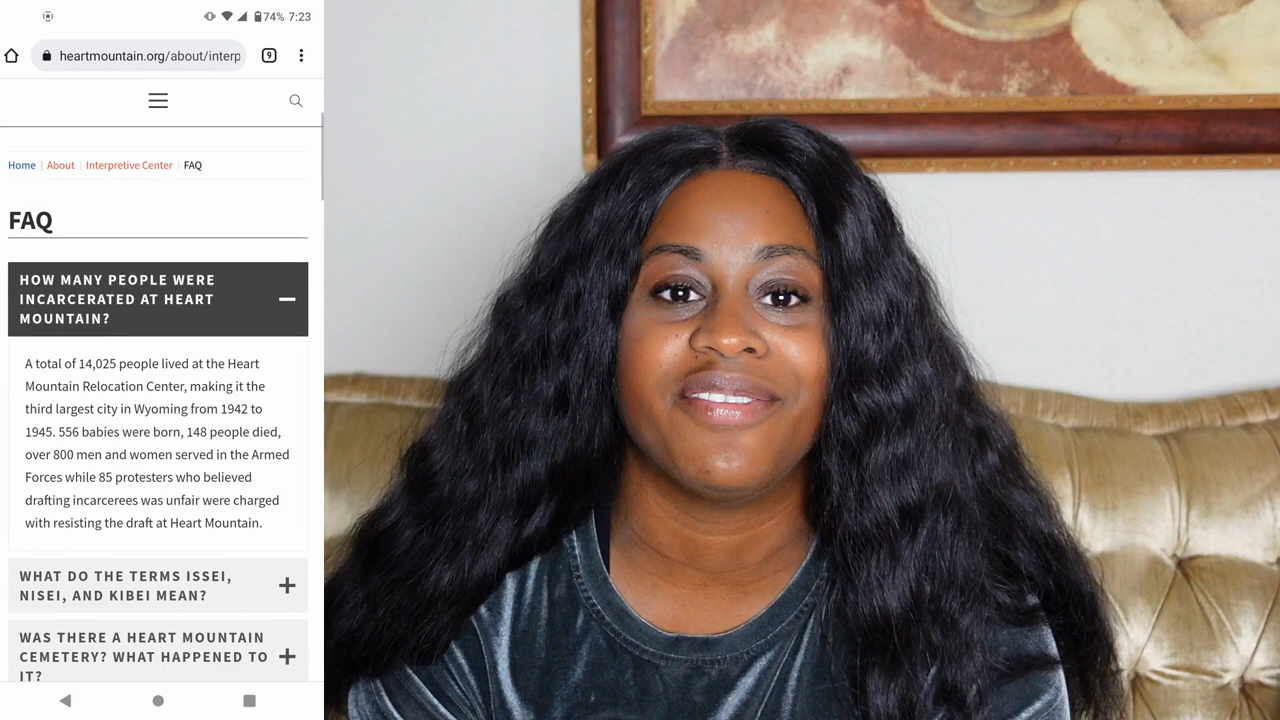 74% 7:23
heartmountain.org/about/interp
9
Home | About | Interpretive Center | FAQ
FAQ
HOW MANY PEOPLE WERE
INCARCERATED AT HEART
MOUNTAIN?
A total of 14,025 people lived at the Heart
Mountain Relocation Center, making it the
third largest city in Wyoming from 1942 to
1945. 556 babies were born, 148 people died,
over 800 men and women served in the Armed
Forces while 85 protesters who believed
drafting incarcerees was unfair were charged
with resisting the draft at Heart Mountain.
WHAT DO THE TERMS ISSEI,
NISEI, AND KIBEI MEAN?
WAS THERE A HEART MOUNTAIN
CEMETERY? WHAT HAPPENED TO
IT?